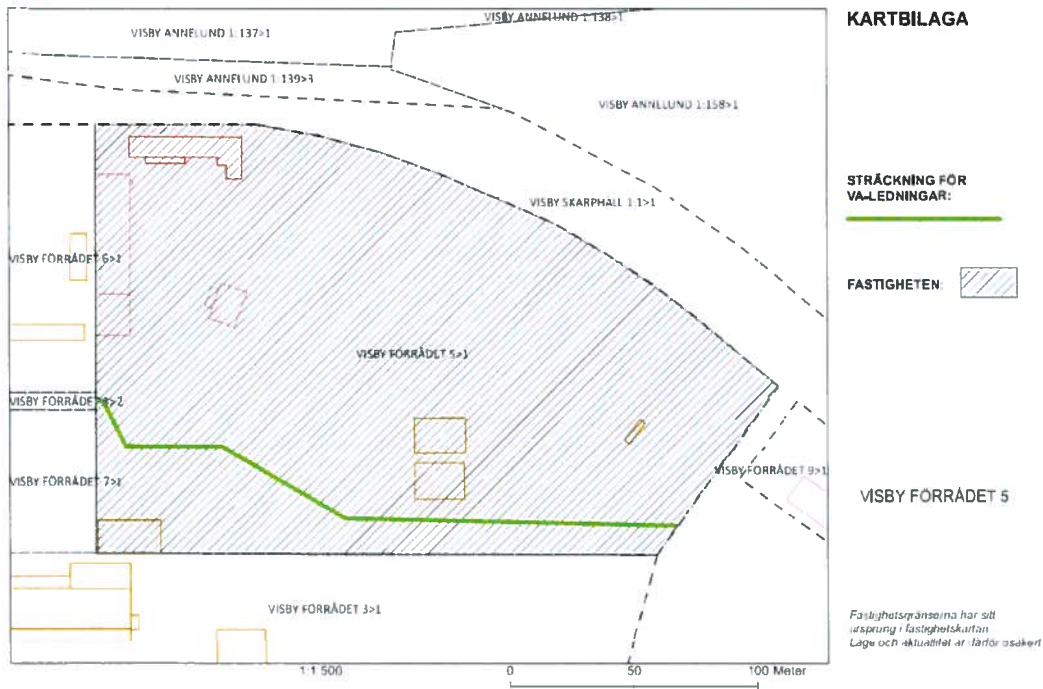 VISBY ANNELUND 1:138>1
VISBY ANNELUND 1:137>1
KARTBILAGA
VISBY ANNELUND 1:139>3
VISBY ANNELUND 1:158>1
STRÄCKNING FÖR
VA-LEDNINGAR:
VISBY SKARPHALL 1:1>1
VISBY FÖRRÅDET 6>1
FASTIGHETEN:
VISBY FÖRRÅDET 5>1
VISBY FÖRRÅDET >2
VISBY FÖRRÅDET 9>1
VISBY FÖRRÅDET 7>1
VISBY FÖRRÅDET 5
VISBY FÖRRÅDET 3>1
Fastighetsgränserna har sitt
ursprung i fastighetskartan
Läge och aktualitet är därför osäkert
1:1 500
0 50 100 Meter